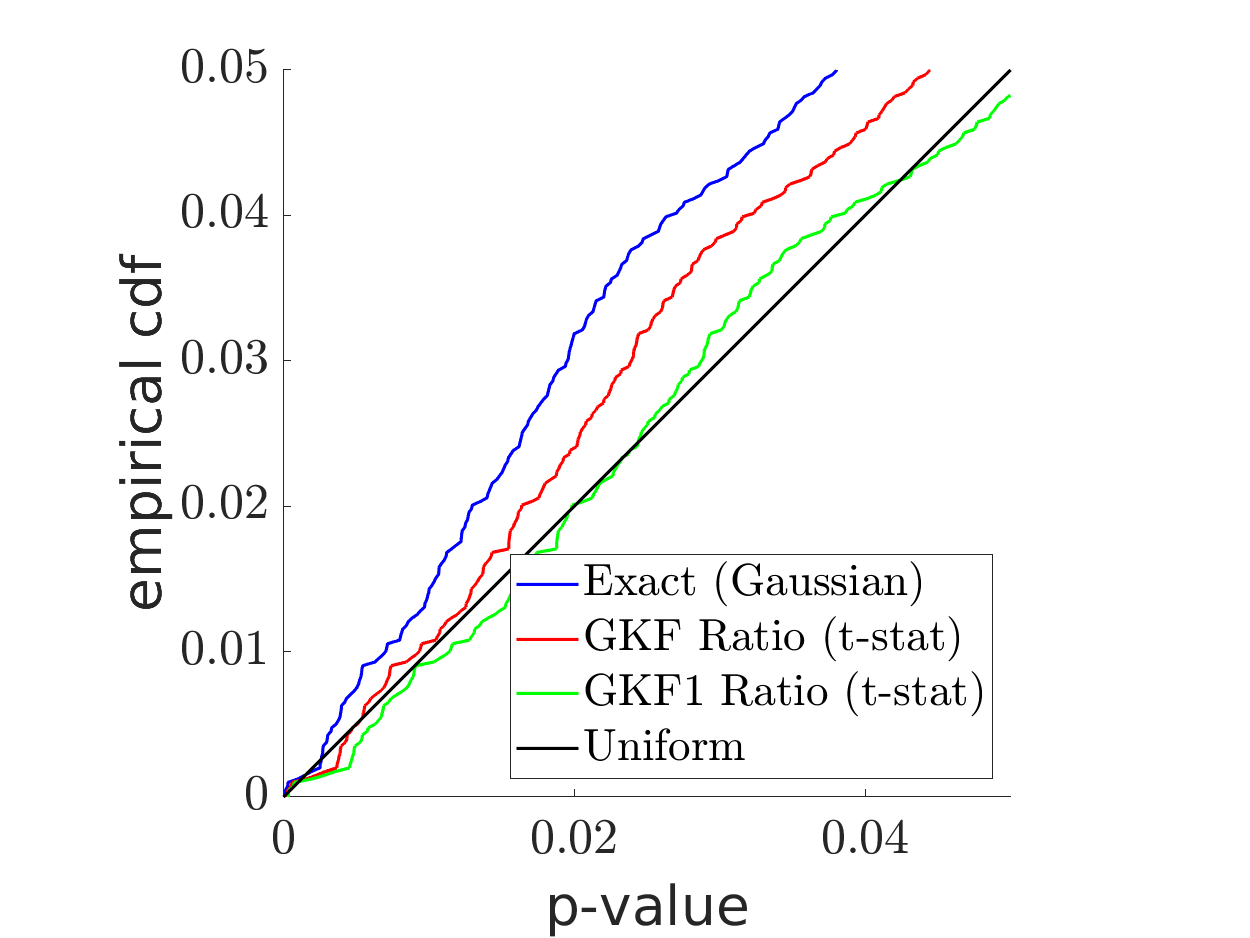 0.05
0.04
0.03
0.02
0.01
0
empirical cdf
Exact (Gaussian)
GKF Ratio (t-stat)
GKF1 Ratio (t-stat)
Uniform
0 0.02 0.04
p-value